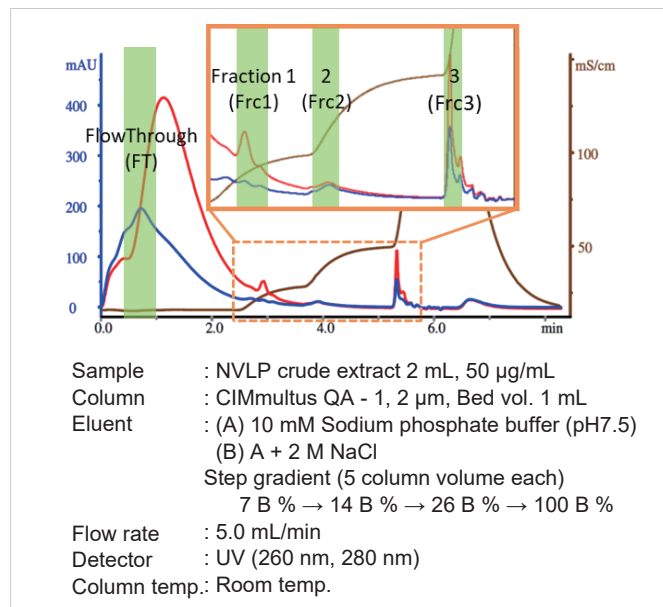 mAU
mS/cm
400
300
200
100
0
100
50
FlowThrough
(FT)
Fraction 1
(Frc1)
2
(Frc2)
3
(Frc3)
0.0
2.0
4.0
6.0
min
Sample : NVLP crude extract 2 mL, 50 µg/mL
Column : CIMmultus QA - 1, 2 µm, Bed vol. 1 mL
Eluent : (A) 10 mM Sodium phosphate buffer (pH7.5)
(B) A + 2 M NaCl
Step gradient (5 column volume each)
7 B % → 14 B % → 26 B % → 100 B %
Flow rate : 5.0 mL/min
Detector : UV (260 nm, 280 nm)
Column temp. : Room temp.